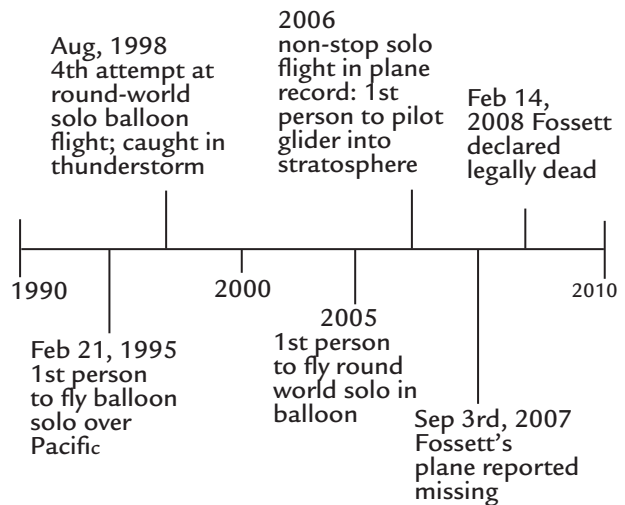 Aug, 1998
4th attempt at
round-world
solo balloon
flight; caught in
thunderstorm
2006
non-stop solo
flight in plane
record: 1st
person to pilot
glider into
stratosphere
Feb 14,
2008 Fossett
declared
legally dead
1990
2000
2010
Feb 21, 1995
1st person
to fly balloon
solo over
Pacific
2005
1st person
to fly round
world solo in
balloon
Sep 3rd, 2007
Fossett's
plane reported
missing